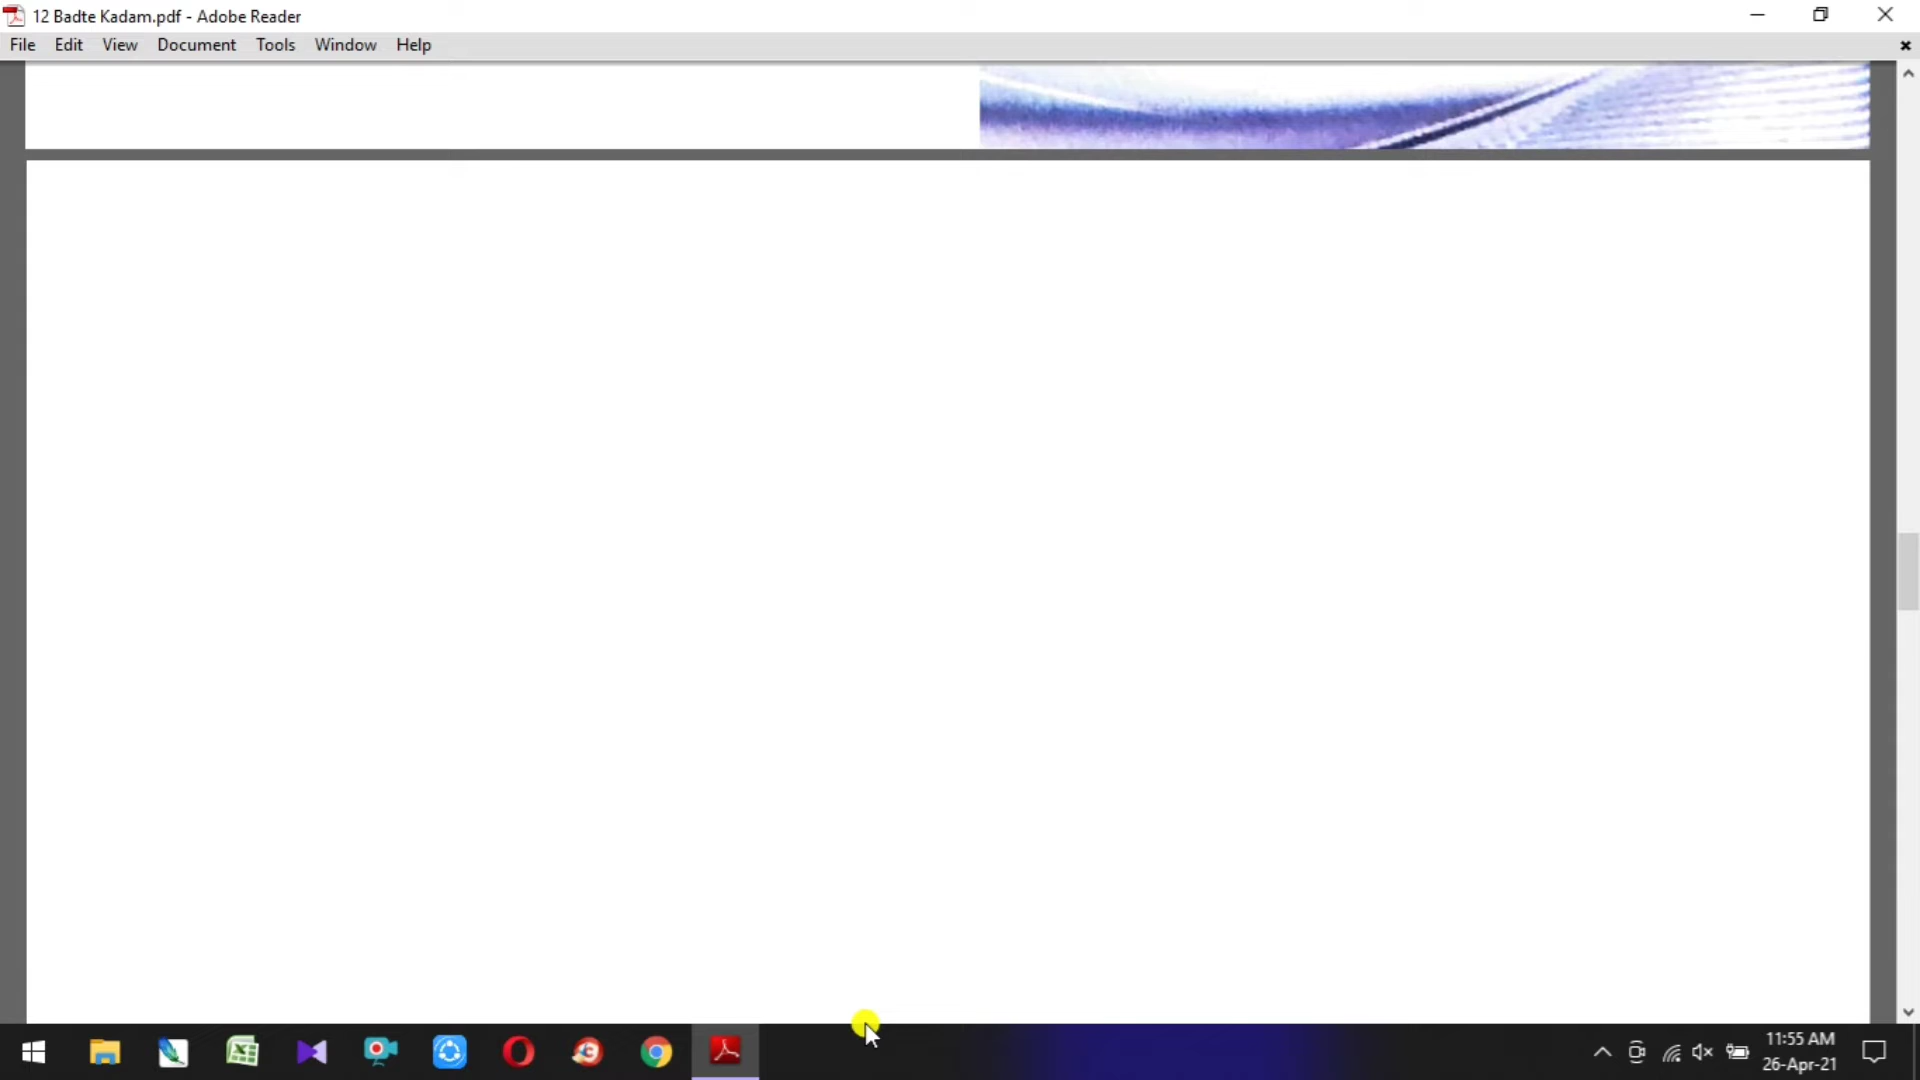 12 Badte Kadam.pdf - Adobe Reader
File Edit View Document Tools Window Help
11:55 AM
26-Apr-21